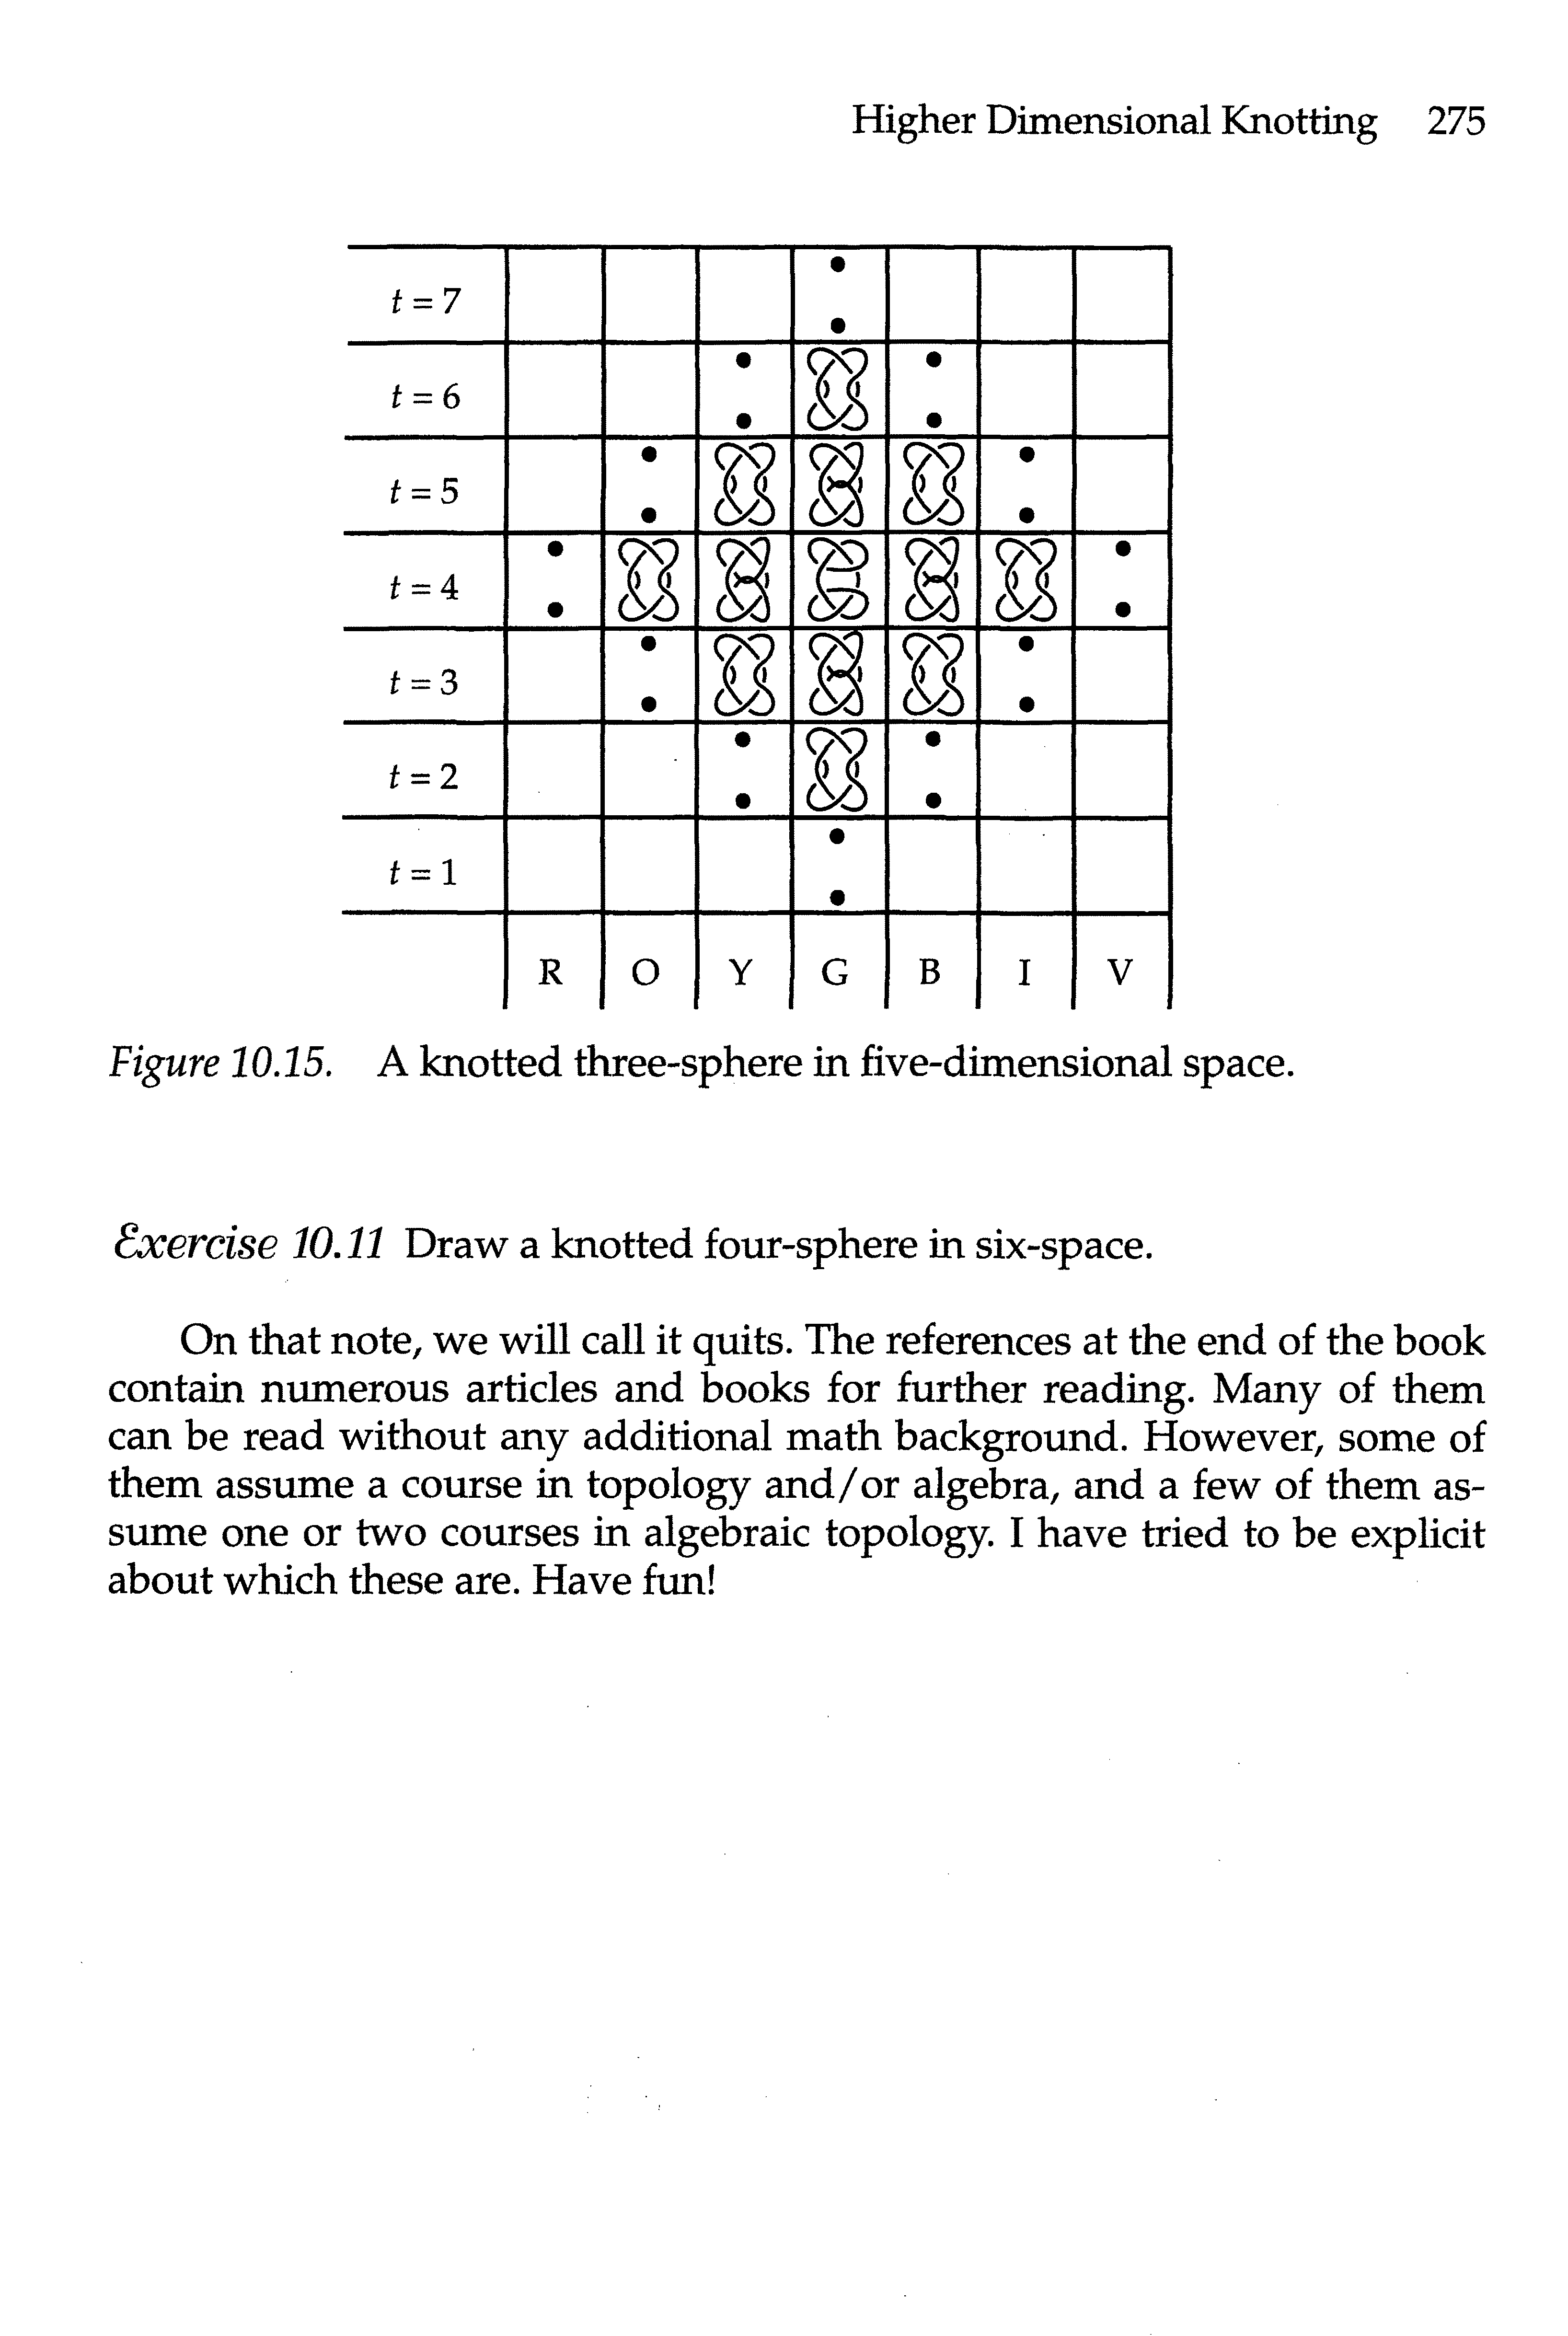 Higher Dimensional Knotting 275
t = 7
t = 6
t = 5
t = 4
t = 3
t = 2
t = 1
R O Y G B I V
Figure 10.15. A knotted three-sphere in five-dimensional space.
Exercise 10.11 Draw a knotted four-sphere in six-space.
On that note, we will call it quits. The references at the end of the book
contain numerous articles and books for further reading. Many of them
can be read without any additional math background. However, some of
them assume a course in topology and/or algebra, and a few of them as-
sume one or two courses in algebraic topology. I have tried to be explicit
about which these are. Have fun!